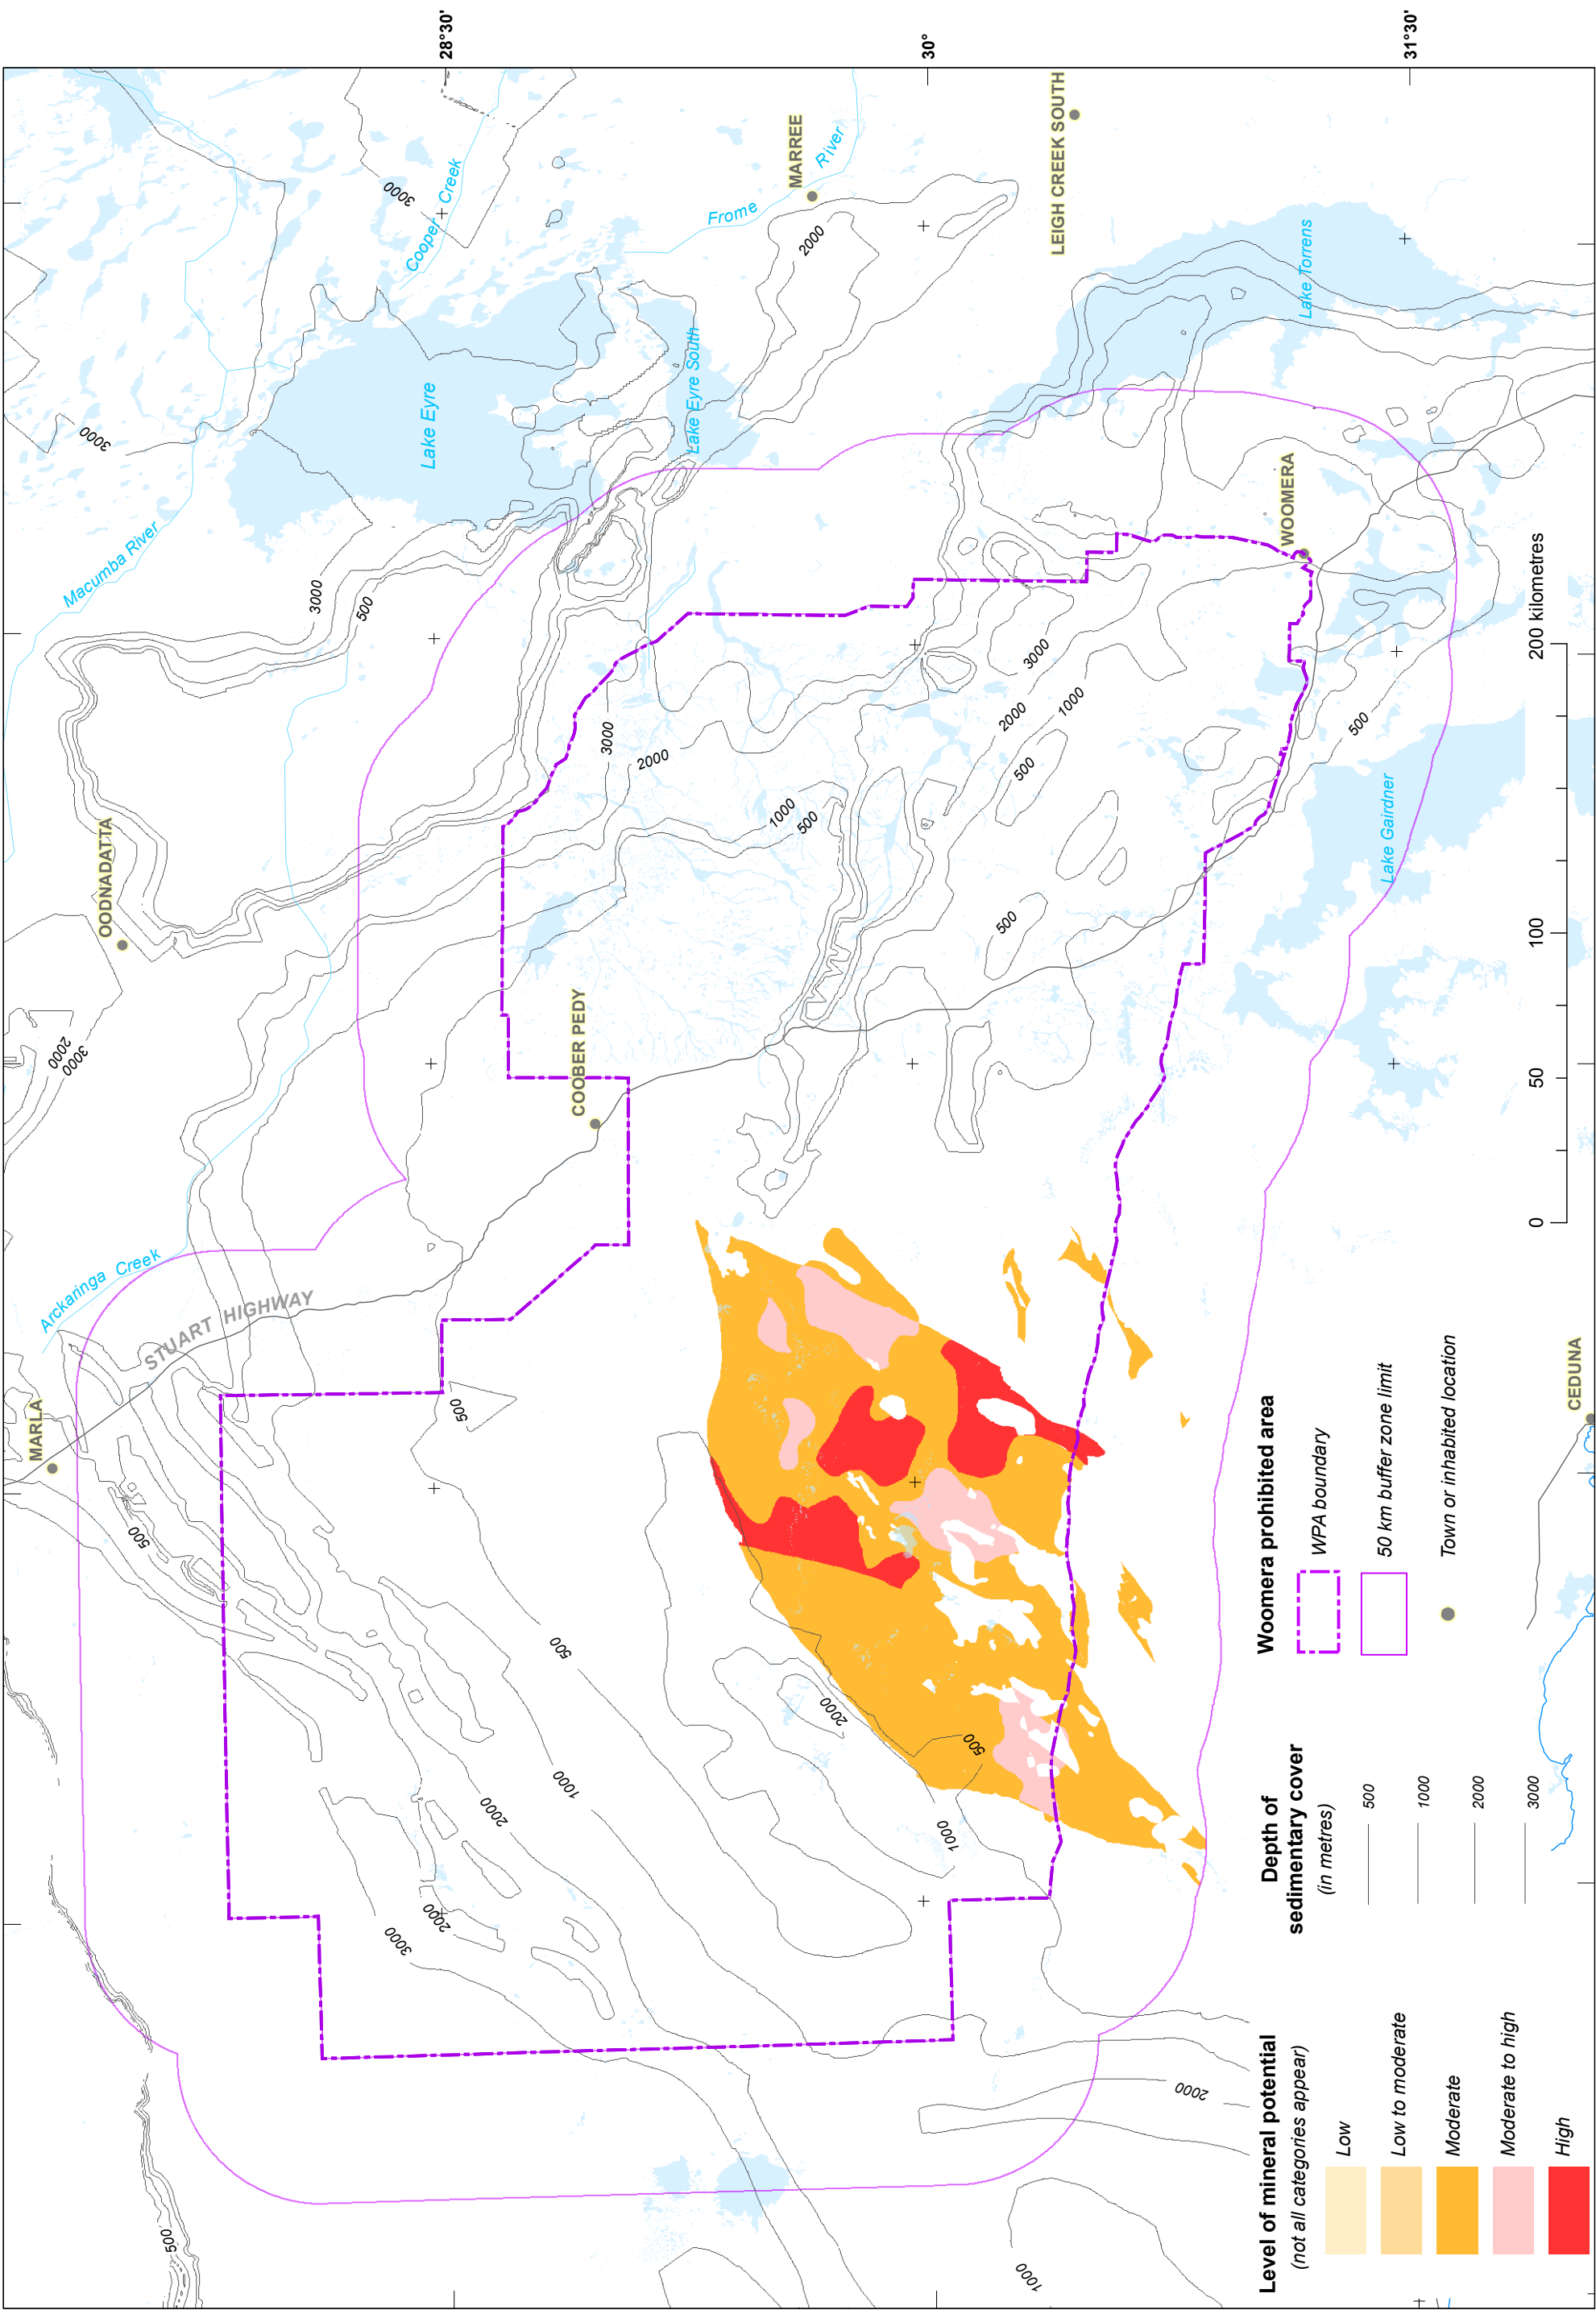 MARLA
OODNADATTA
Macumba River
Arckaringa Creek
STUART HIGHWAY
500
500
2000
3000
3000
3000
3000
500
Cooper Creek
Lake Eyre
28°30'
COOBER PEDY
500
2000
3000
2000
1000
500
3000
2000
1000
500
Lake Eyre South
Frome River
MARREE
2000
2000
500
1000
500
500
3000
2000
1000
500
30°
LEIGH CREEK SOUTH
2000
1000
WOOMERA
500
Lake Torrens
Lake Gairdner
31°30'
Level of mineral potential
(not all categories appear)
Low
Low to moderate
Moderate
Moderate to high
High
Depth of
sedimentary cover
(in metres)
500
1000
2000
3000
Woomera prohibited area
WPA boundary
50 km buffer zone limit
Town or inhabited location
0 50 100 200 kilometres
CEDUNA